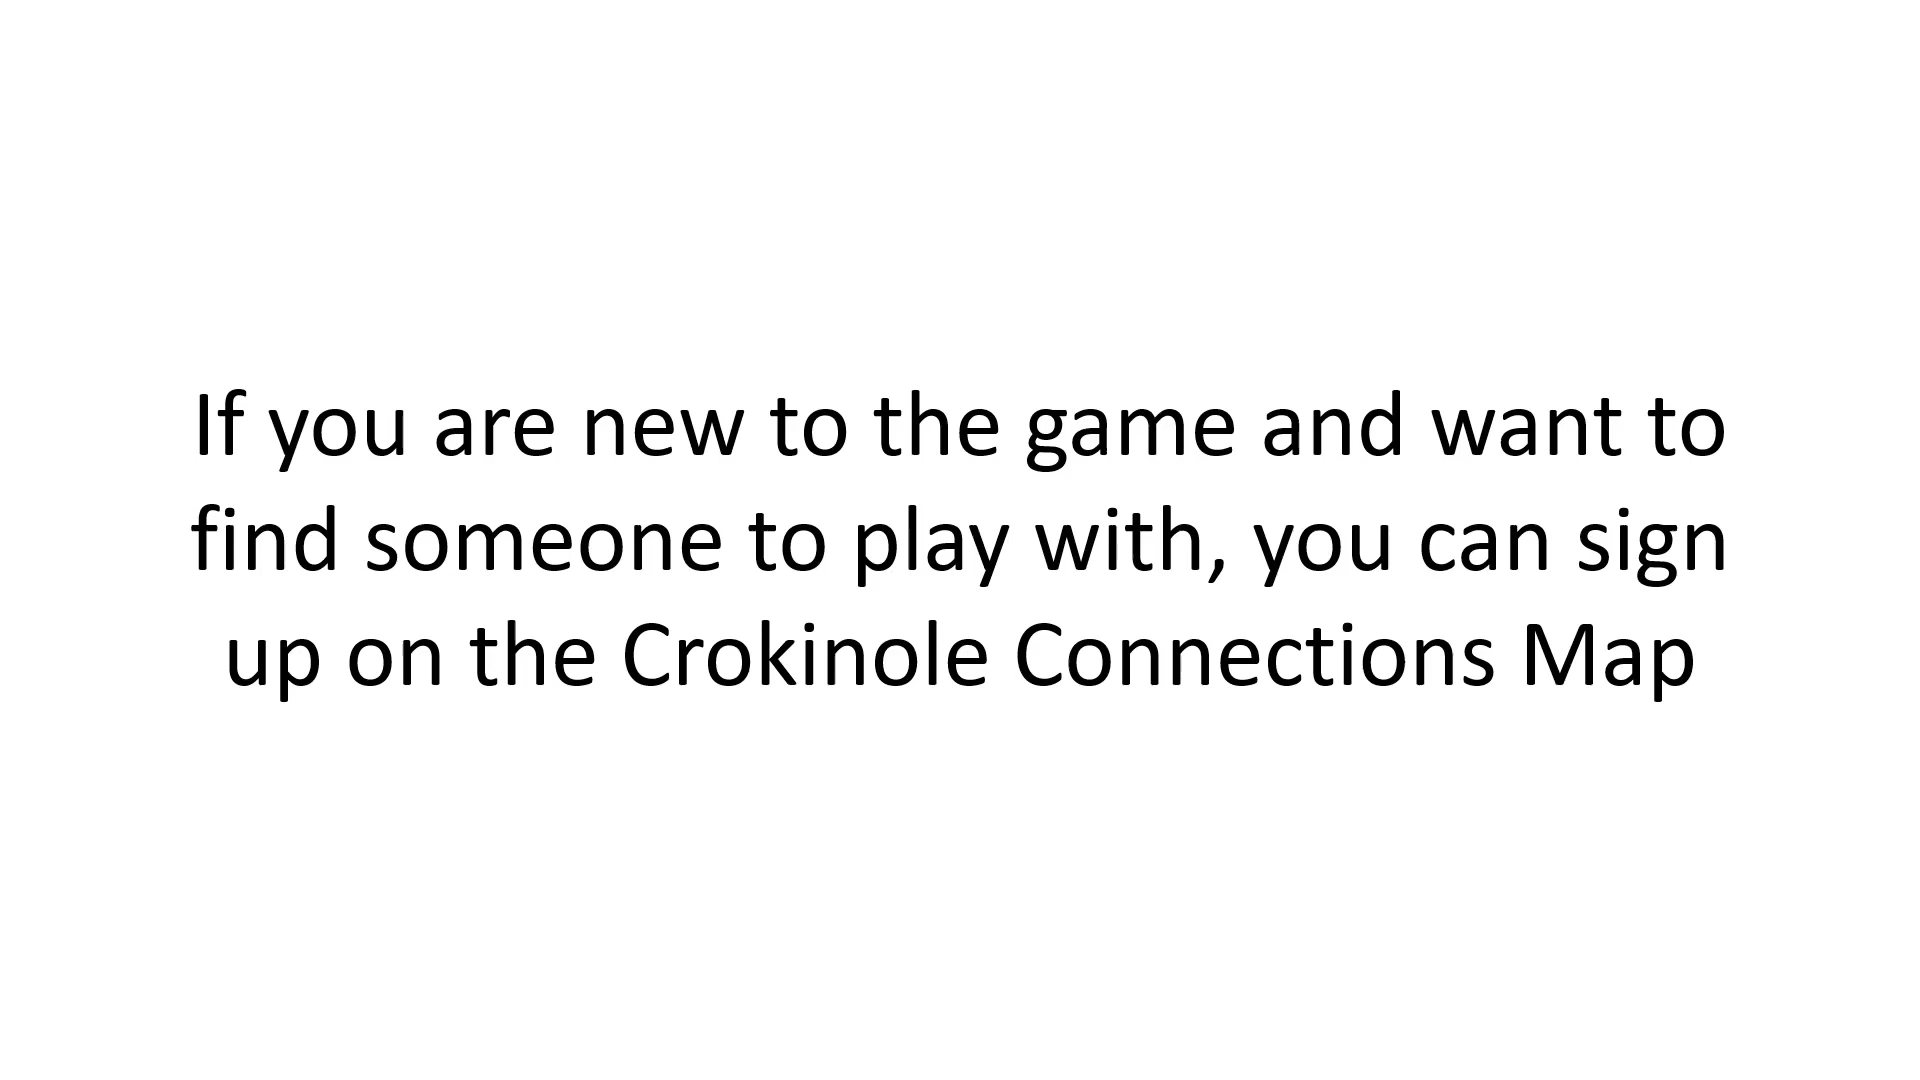 If you are new to the game and want to
find someone to play with, you can sign
up on the Crokinole Connections Map